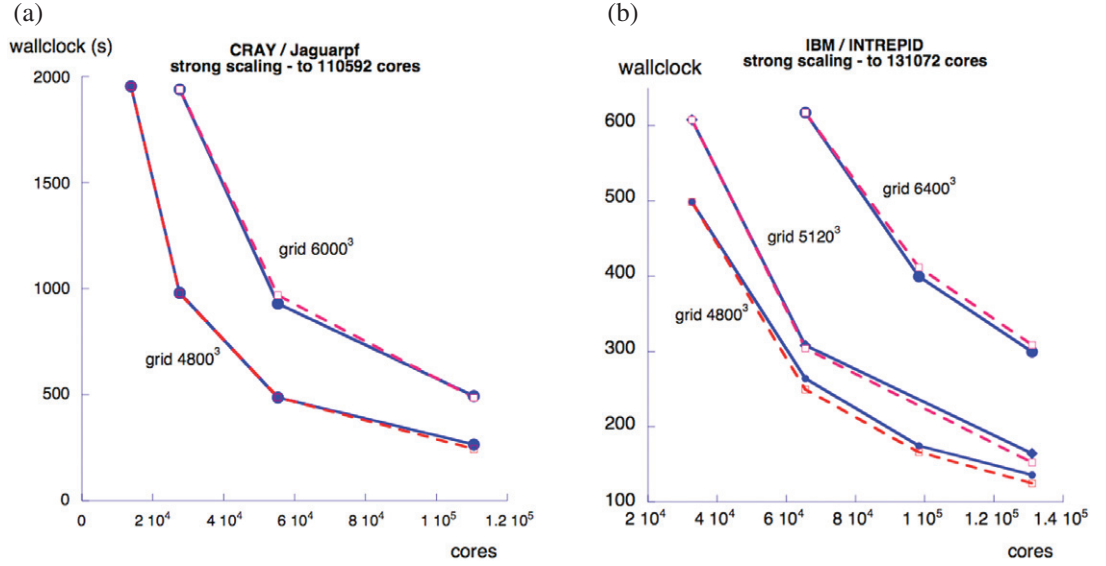 (a)
CRAY / Jaguarpf
strong scaling - to 110592 cores
wallclock (s)
2000
1500
1000
500
0
grid 6000³
grid 4800³
0
2 10⁴
4 10⁴
6 10⁴
8 10⁴
1 10⁵
1.2 10⁵
cores
(b)
IBM / INTREPID
strong scaling - to 131072 cores
wallclock
600
500
400
300
200
100
grid 6400³
grid 5120³
grid 4800³
2 10⁴
4 10⁴
6 10⁴
8 10⁴
1 10⁵
1.2 10⁵
1.4 10⁵
cores